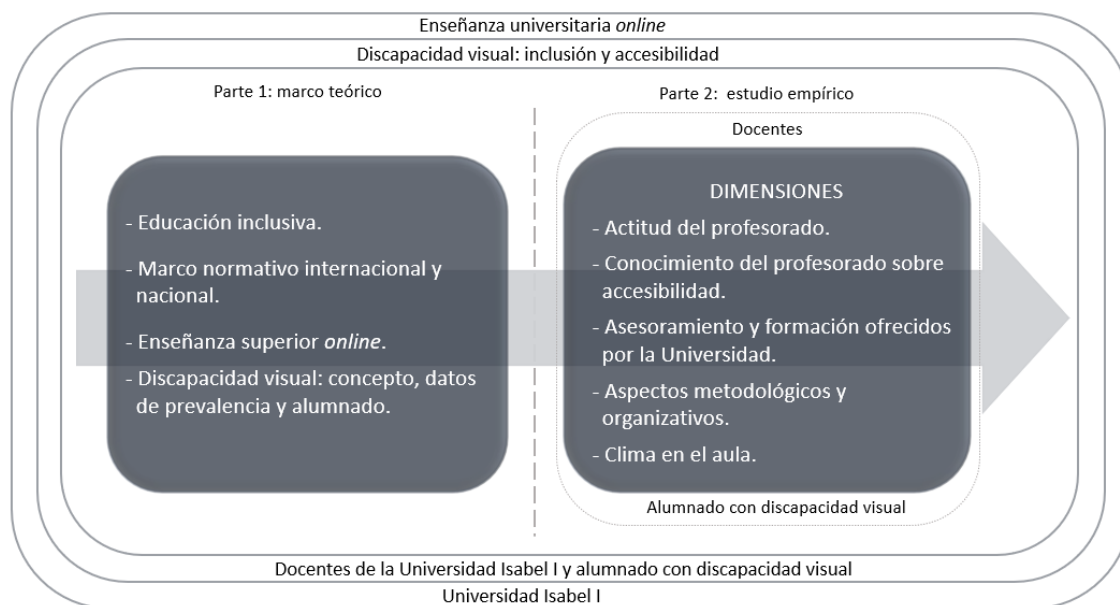 Enseñanza universitaria online
Discapacidad visual: inclusión y accesibilidad
Parte 1: marco teórico
- Educación inclusiva.
- Marco normativo internacional y
nacional.
- Enseñanza superior online.
- Discapacidad visual: concepto, datos
de prevalencia y alumnado.
Parte 2: estudio empírico
Docentes
DIMENSIONES
- Actitud del profesorado.
- Conocimiento del profesorado sobre
accesibilidad.
- Asesoramiento y formación ofrecidos
por la Universidad.
- Aspectos metodológicos y
organizativos.
- Clima en el aula.
Alumnado con discapacidad visual
Docentes de la Universidad Isabel I y alumnado con discapacidad visual
Universidad Isabel I